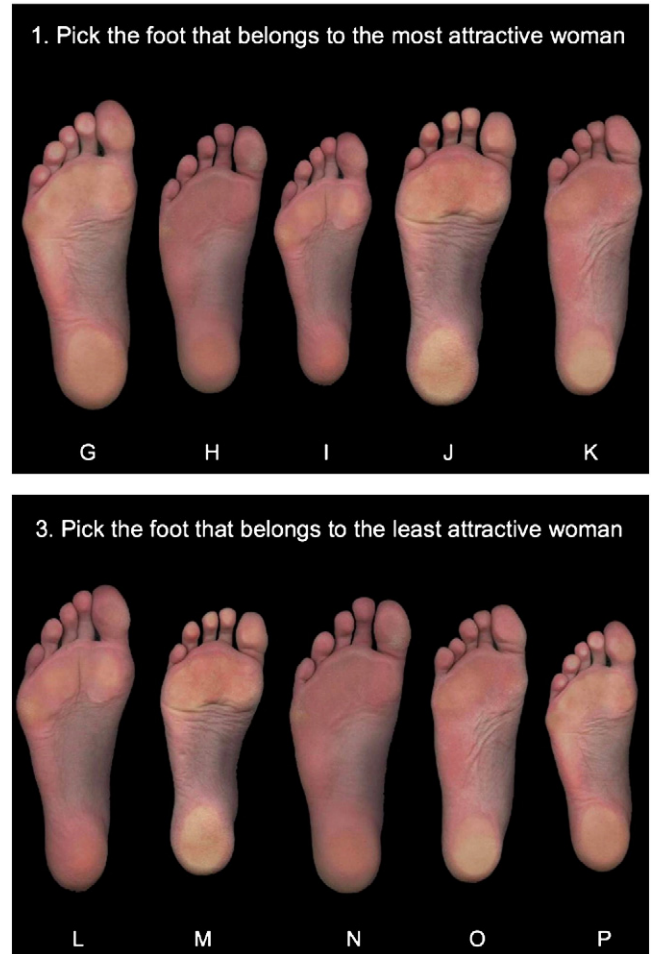 1. Pick the foot that belongs to the most attractive woman
G H I J K
3. Pick the foot that belongs to the least attractive woman
L M N O P